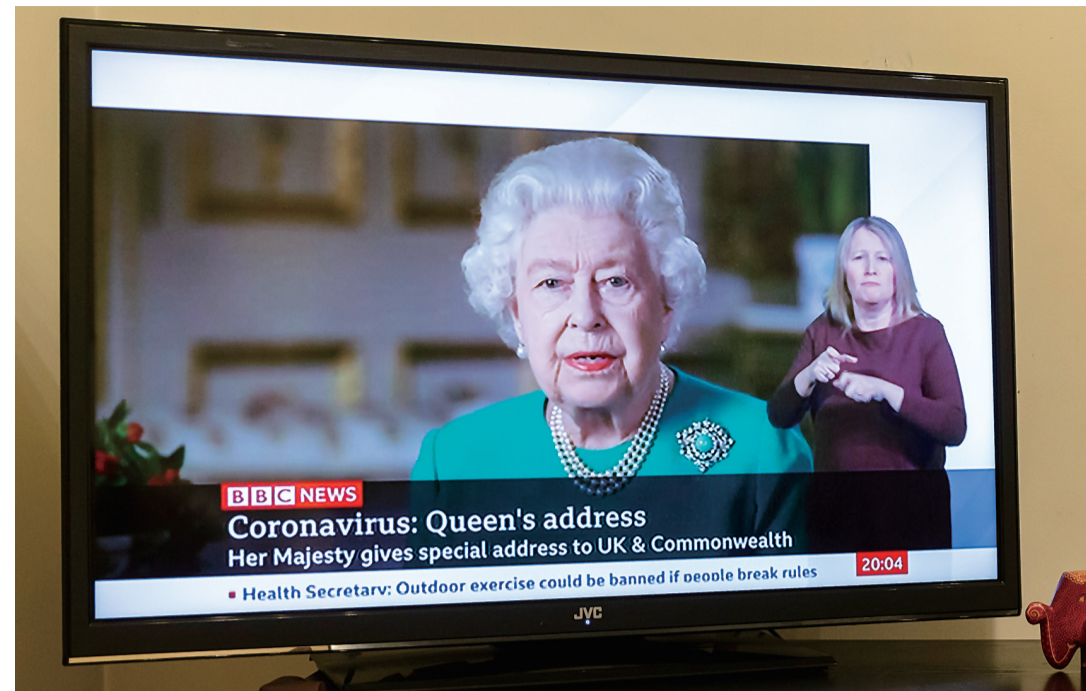 BBC NEWS
Coronavirus: Queen's address
Her Majesty gives special address to UK & Commonwealth
20:04
▪ Health Secretary: Outdoor exercise could be banned if people break rules
JVC